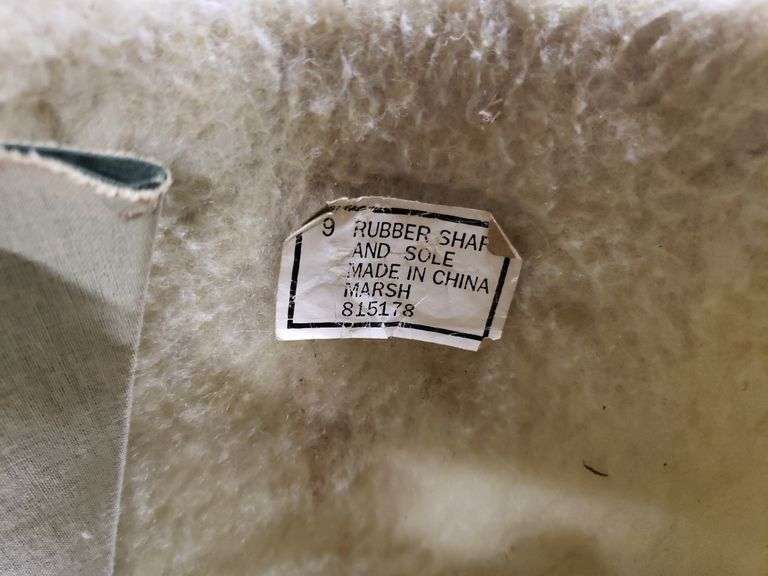 9 RUBBER SHAF
AND SOLE
MADE IN CHINA
MARSH
815178